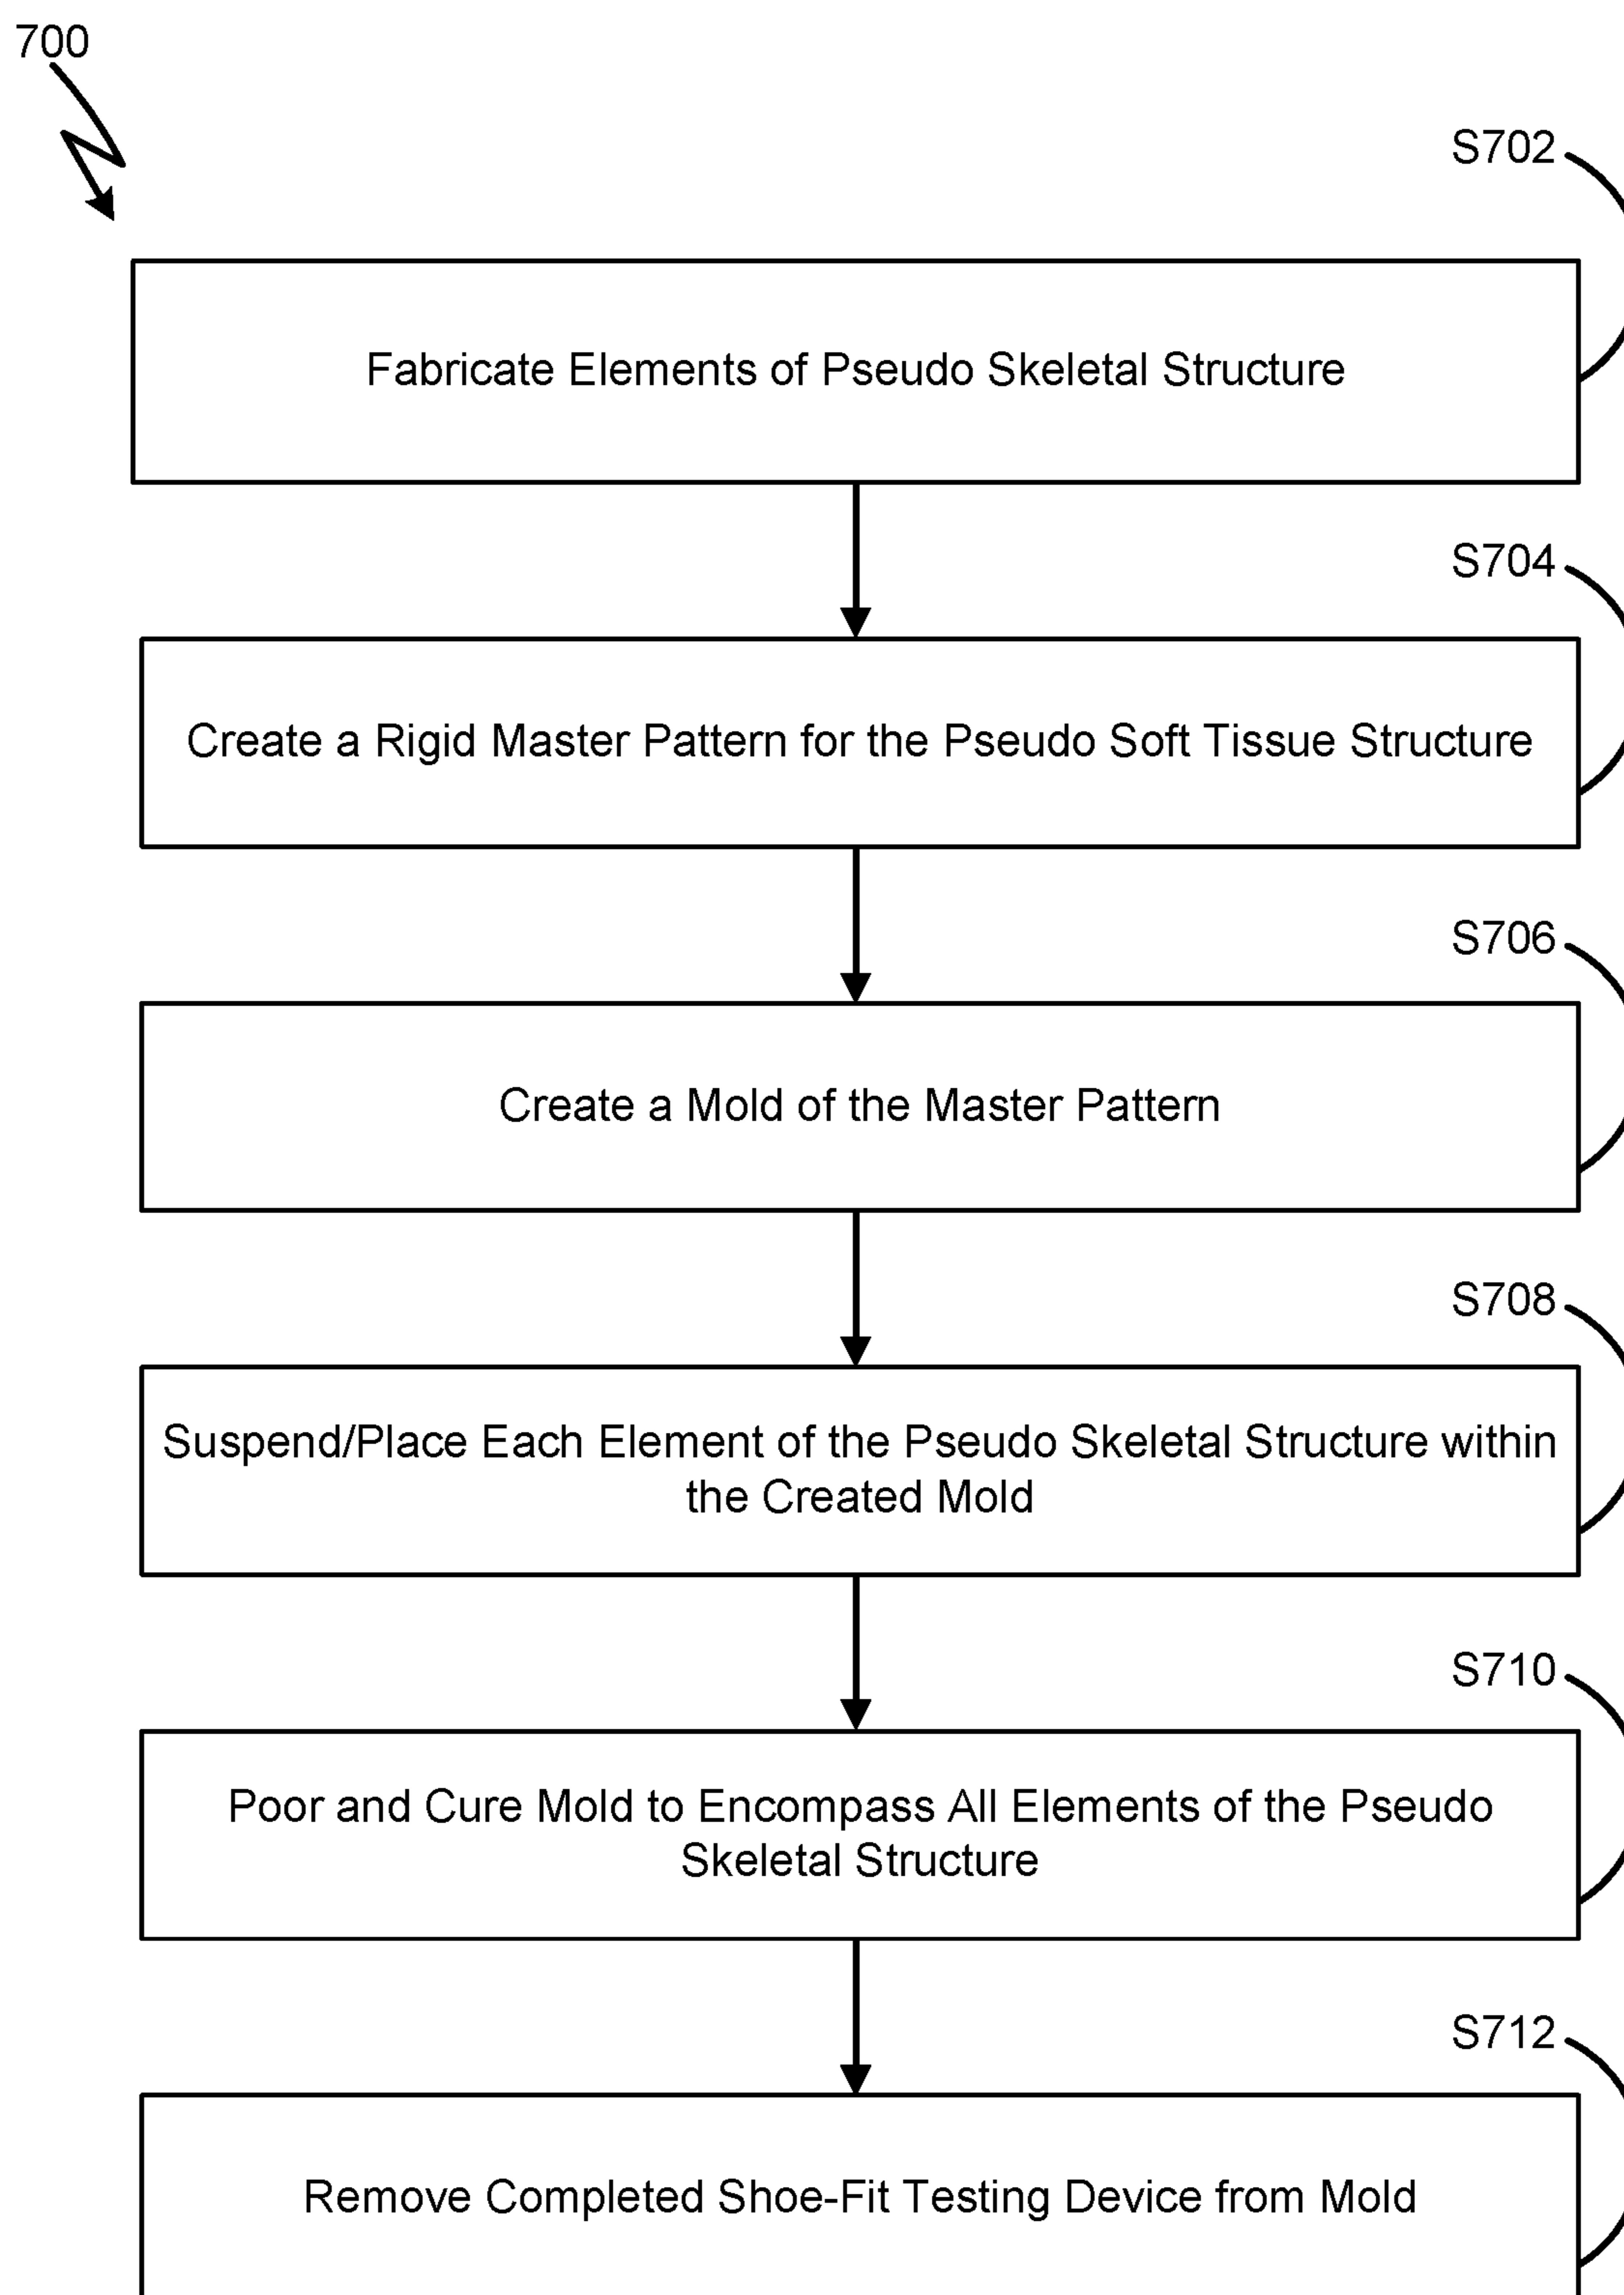 700
S702
Fabricate Elements of Pseudo Skeletal Structure
S704
Create a Rigid Master Pattern for the Pseudo Soft Tissue Structure
S706
Create a Mold of the Master Pattern
S708
Suspend/Place Each Element of the Pseudo Skeletal Structure within
the Created Mold
S710
Poor and Cure Mold to Encompass All Elements of the Pseudo
Skeletal Structure
S712
Remove Completed Shoe-Fit Testing Device from Mold